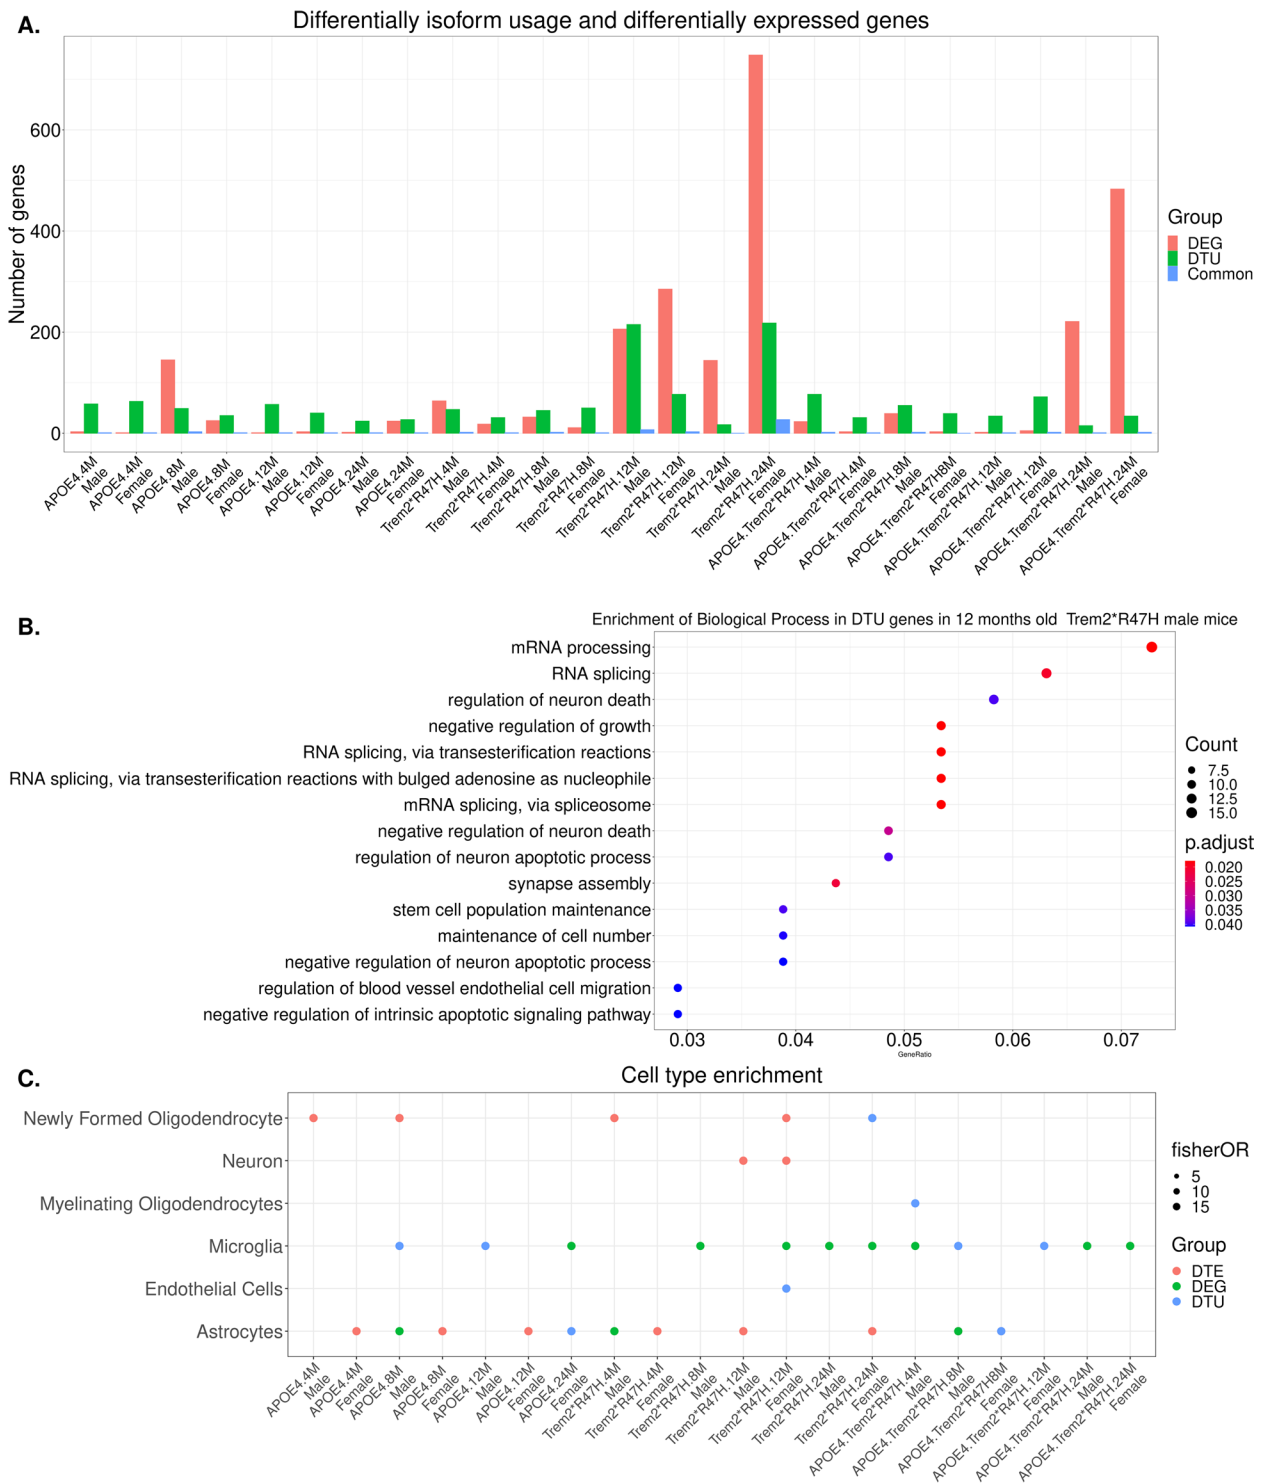 A.
Differentially isoform usage and differentially expressed genes
Number of genes
600
400
200
0
Group
DEG
DTU
Common
APOE4.4M
Male
APOE4.4M
Female
APOE4.8M
Male
APOE4.8M
Female
APOE4.12M
Male
APOE4.12M
Female
APOE4.24M
Male
APOE4.24M
Female
Trem2*R47H.4M
Male
Trem2*R47H.4M
Female
Trem2*R47H.8M
Male
Trem2*R47H.8M
Female
Trem2*R47H.12M
Male
Trem2*R47H.12M
Female
Trem2*R47H.24M
Male
Trem2*R47H.24M
Female
APOE4.Trem2*R47H.4M
Male
APOE4.Trem2*R47H.4M
Female
APOE4.Trem2*R47H.8M
Male
APOE4.Trem2*R47H8M
Female
APOE4.Trem2*R47H.12M
Male
APOE4.Trem2*R47H.12M
Female
APOE4.Trem2*R47H.24M
Male
APOE4.Trem2*R47H.24M
Female
B.
Enrichment of Biological Process in DTU genes in 12 months old Trem2*R47H male mice
mRNA processing
RNA splicing
regulation of neuron death
negative regulation of growth
RNA splicing, via transesterification reactions
RNA splicing, via transesterification reactions with bulged adenosine as nucleophile
mRNA splicing, via spliceosome
negative regulation of neuron death
regulation of neuron apoptotic process
synapse assembly
stem cell population maintenance
maintenance of cell number
negative regulation of neuron apoptotic process
regulation of blood vessel endothelial cell migration
negative regulation of intrinsic apoptotic signaling pathway
0.03 0.04 0.05 0.06 0.07
GeneRatio
Count
7.5
10.0
12.5
15.0
p.adjust
0.020
0.025
0.030
0.035
0.040
C.
Cell type enrichment
Newly Formed Oligodendrocyte
Neuron
Myelinating Oligodendrocytes
Microglia
Endothelial Cells
Astrocytes
fisherOR
5
10
15
Group
DTE
DEG
DTU
APOE4.4M
Male
APOE4.4M
Female
APOE4.8M
Male
APOE4.8M
Female
APOE4.12M
Male
APOE4.12M
Female
APOE4.24M
Female
Trem2*R47H.4M
Male
Trem2*R47H.4M
Female
Trem2*R47H.8M
Male
Trem2*R47H.12M
Male
Trem2*R47H.12M
Female
Trem2*R47H.24M
Male
Trem2*R47H.24M
Female
APOE4.Trem2*R47H.4M
Male
APOE4.Trem2*R47H.8M
Male
APOE4.Trem2*R47H8M
Female
APOE4.Trem2*R47H.12M
Female
APOE4.Trem2*R47H.24M
Male
APOE4.Trem2*R47H.24M
Female